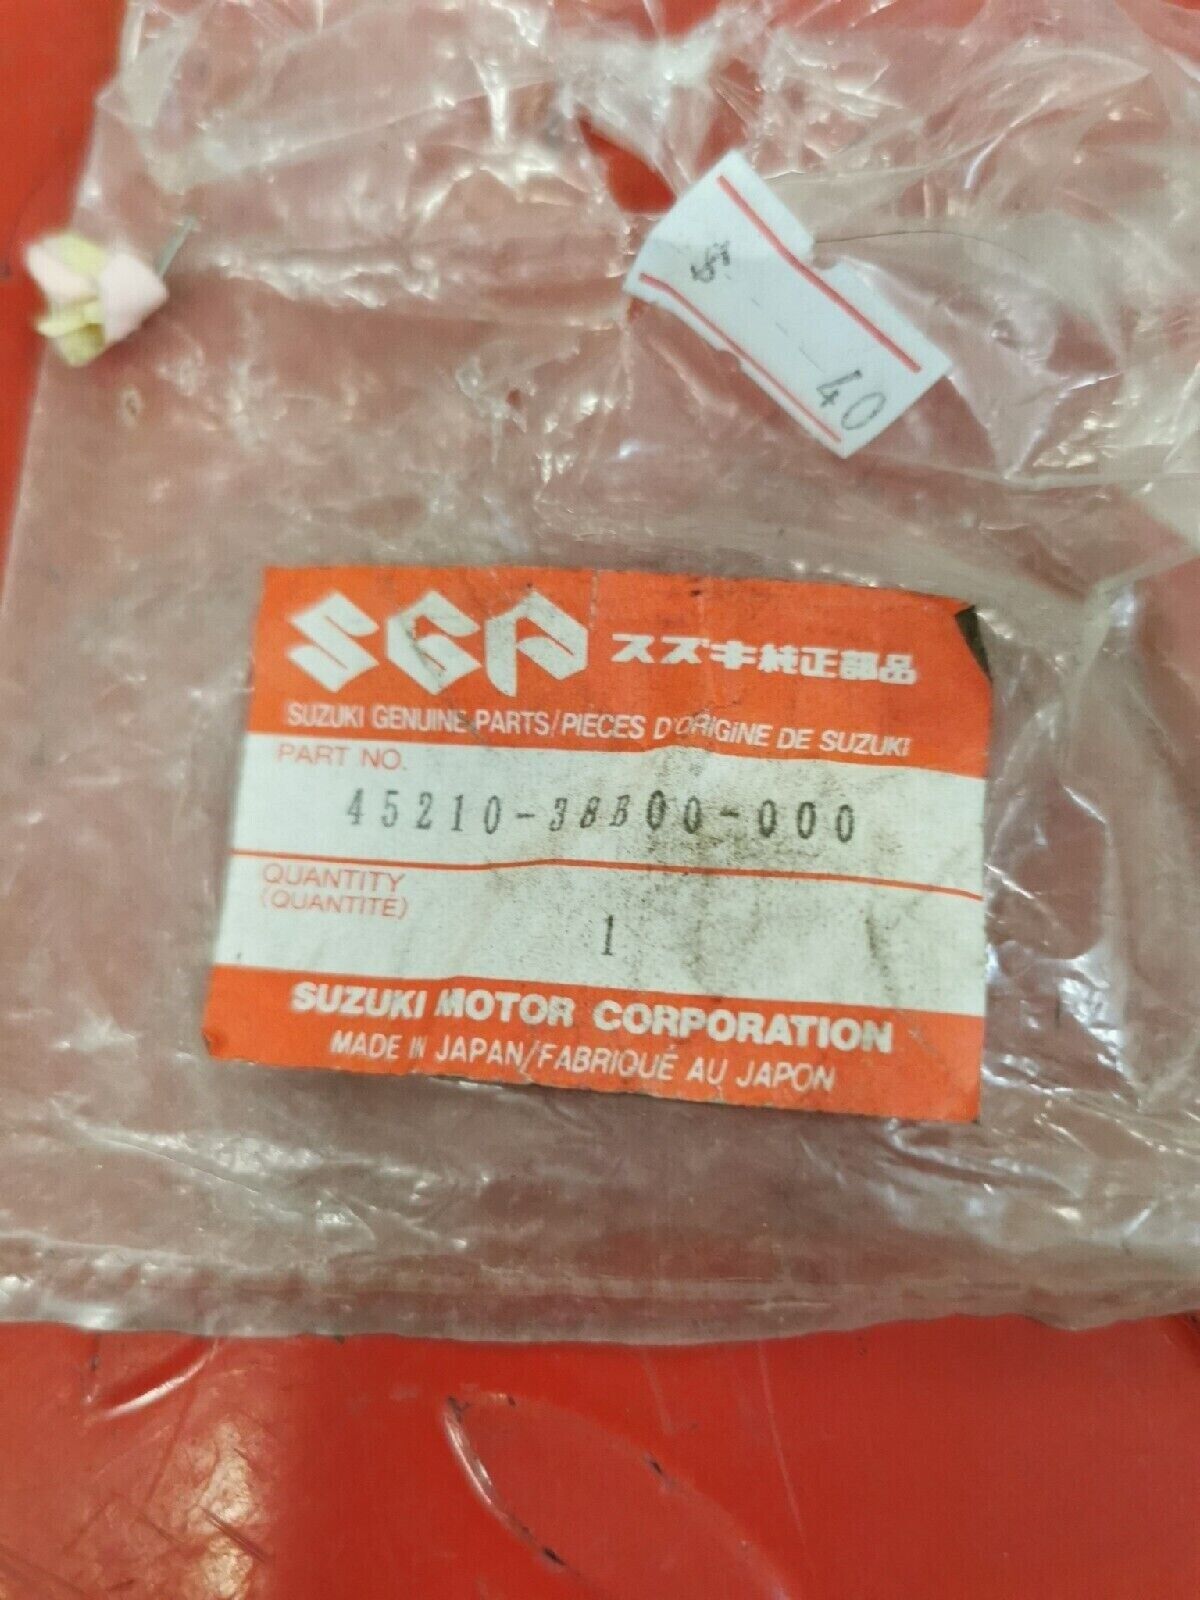 40
SGP スズキ純正部品
SUZUKI GENUINE PARTS/PIECES D'ORIGINE DE SUZUKI
PART NO.
45210-38B00-000
QUANTITY
(QUANTITÉ)
1
SUZUKI MOTOR CORPORATION
MADE IN JAPAN/FABRIQUÉ AU JAPON